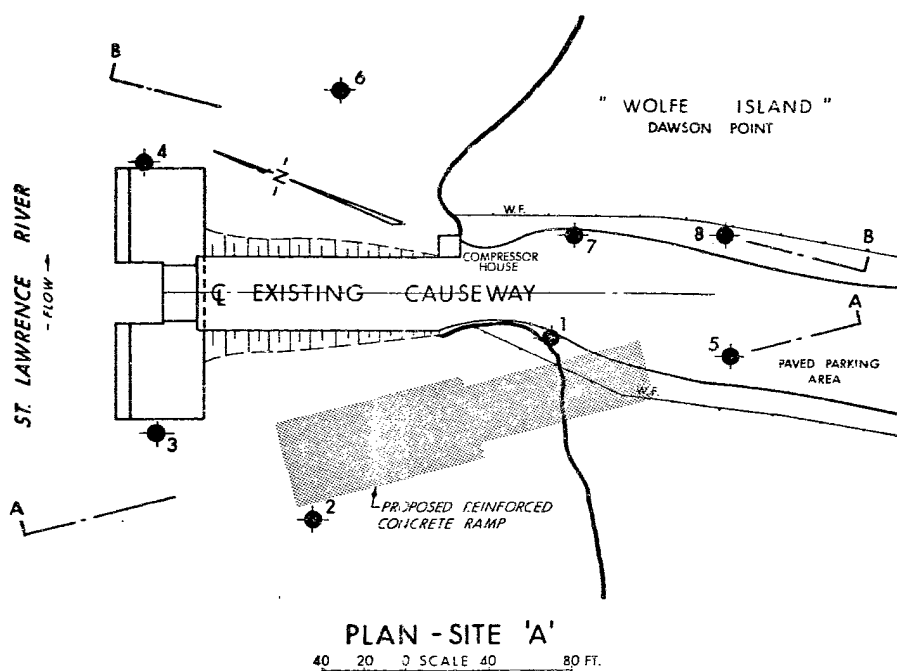 B
6
" WOLFE ISLAND "
DAWSON POINT
4
N
W.F.
7
8
B
COMPRESSOR
HOUSE
ST. LAWRENCE RIVER
- FLOW →
℄ EXISTING CAUSEWAY
A
1
5
PAVED PARKING
AREA
W.F.
3
A
2
PROPOSED REINFORCED
CONCRETE RAMP
PLAN - SITE 'A'
40 20 0 SCALE 40 80 FT.